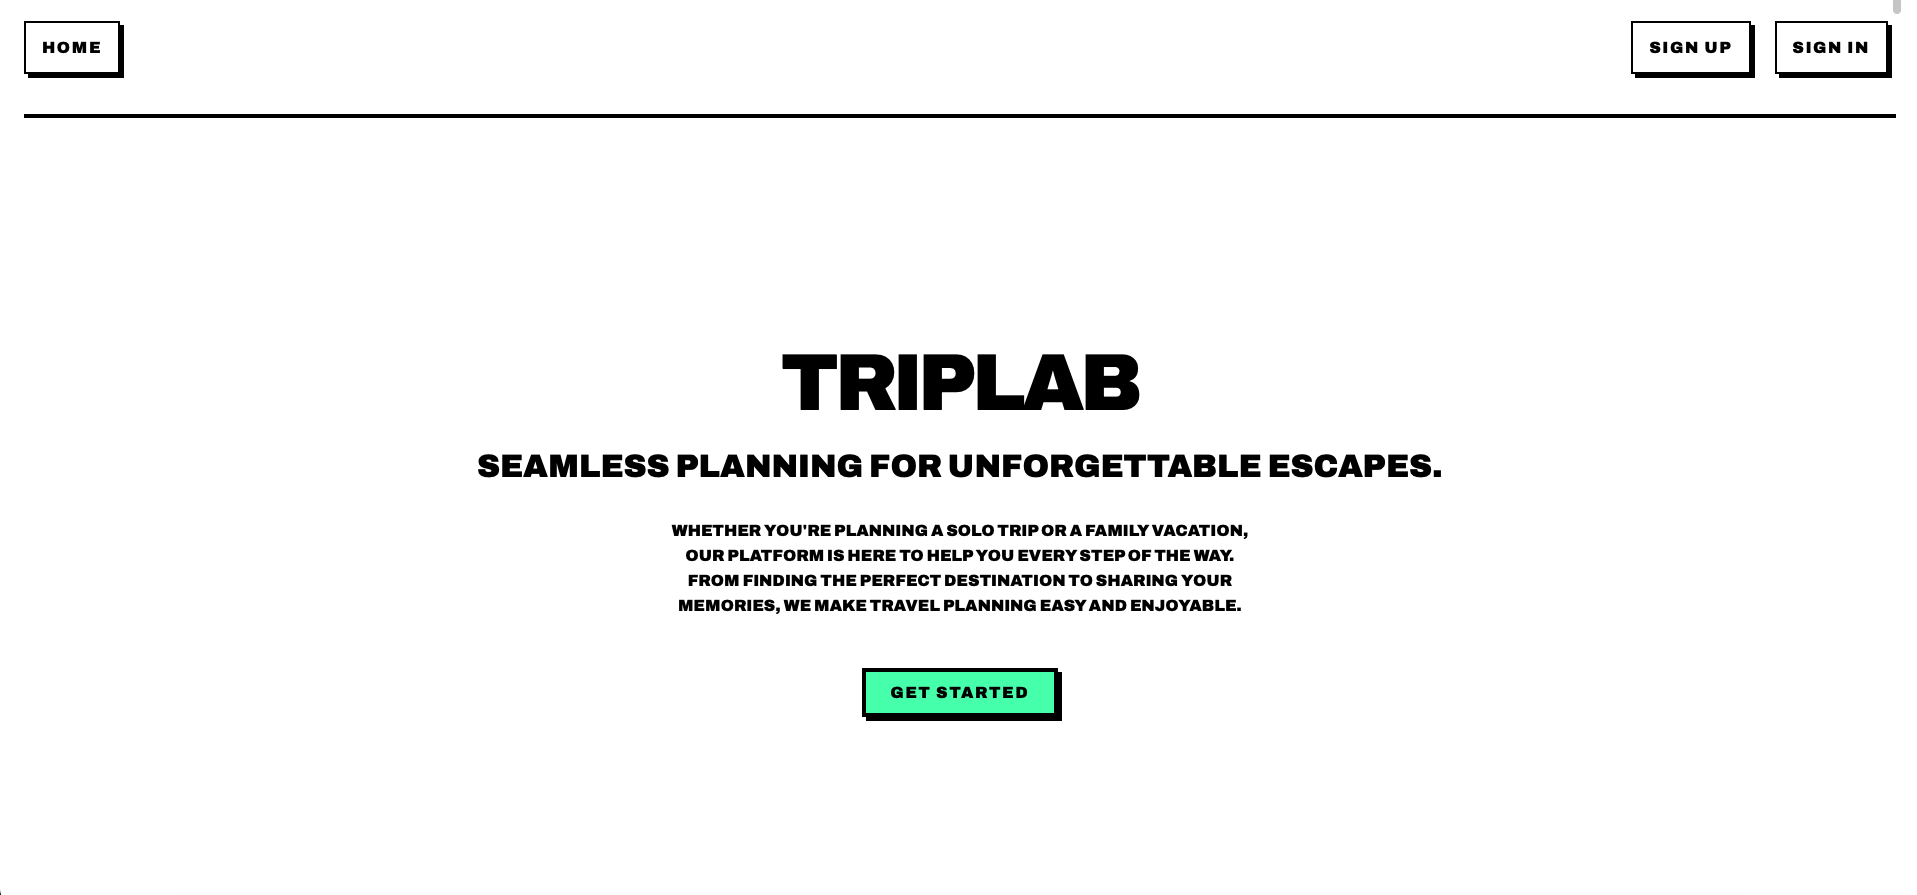 HOME
SIGN UP
SIGN IN
TRIPLAB
SEAMLESS PLANNING FOR UNFORGETTABLE ESCAPES.
WHETHER YOU'RE PLANNING A SOLO TRIP OR A FAMILY VACATION,
OUR PLATFORM IS HERE TO HELP YOU EVERY STEP OF THE WAY.
FROM FINDING THE PERFECT DESTINATION TO SHARING YOUR
MEMORIES, WE MAKE TRAVEL PLANNING EASY AND ENJOYABLE.
GET STARTED